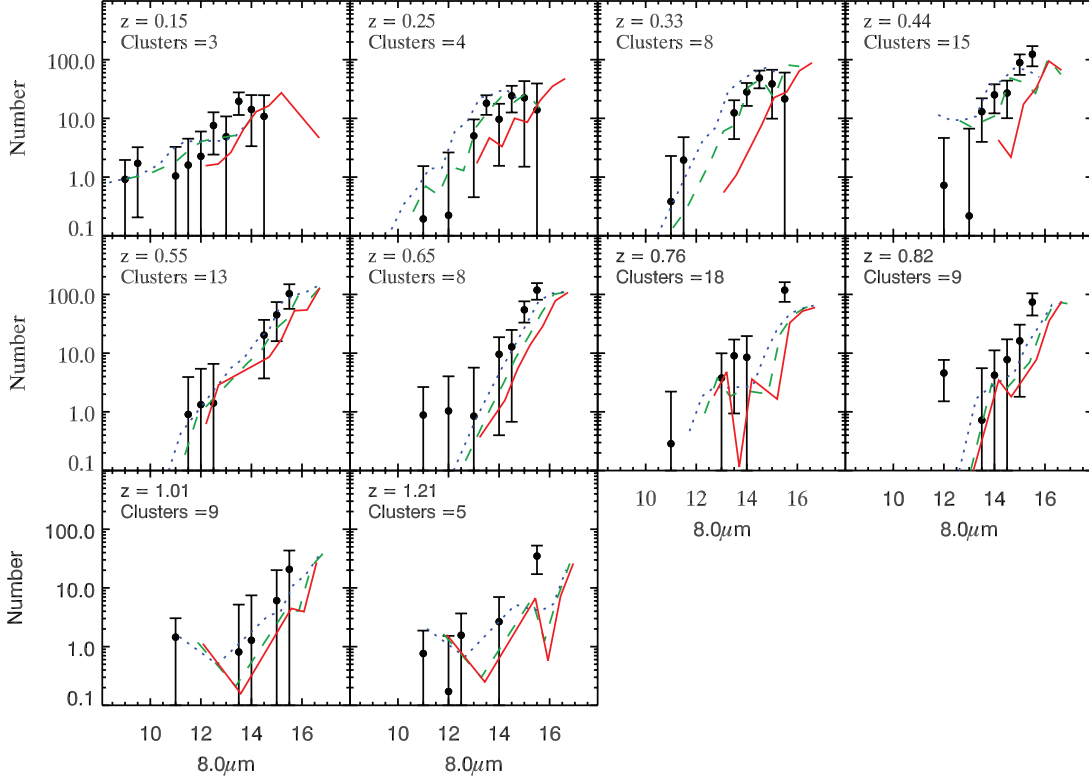 z = 0.15
Clusters =3
z = 0.25
Clusters =4
z = 0.33
Clusters =8
z = 0.44
Clusters =15
Number
100.0
10.0
1.0
0.1
z = 0.55
Clusters =13
z = 0.65
Clusters =8
z = 0.76
Clusters =18
z = 0.82
Clusters =9
Number
100.0
10.0
1.0
0.1
z = 1.01
Clusters =9
z = 1.21
Clusters =5
10 12 14 16
8.0μm
10 12 14 16
8.0μm
Number
100.0
10.0
1.0
0.1
10 12 14 16
8.0μm
10 12 14 16
8.0μm